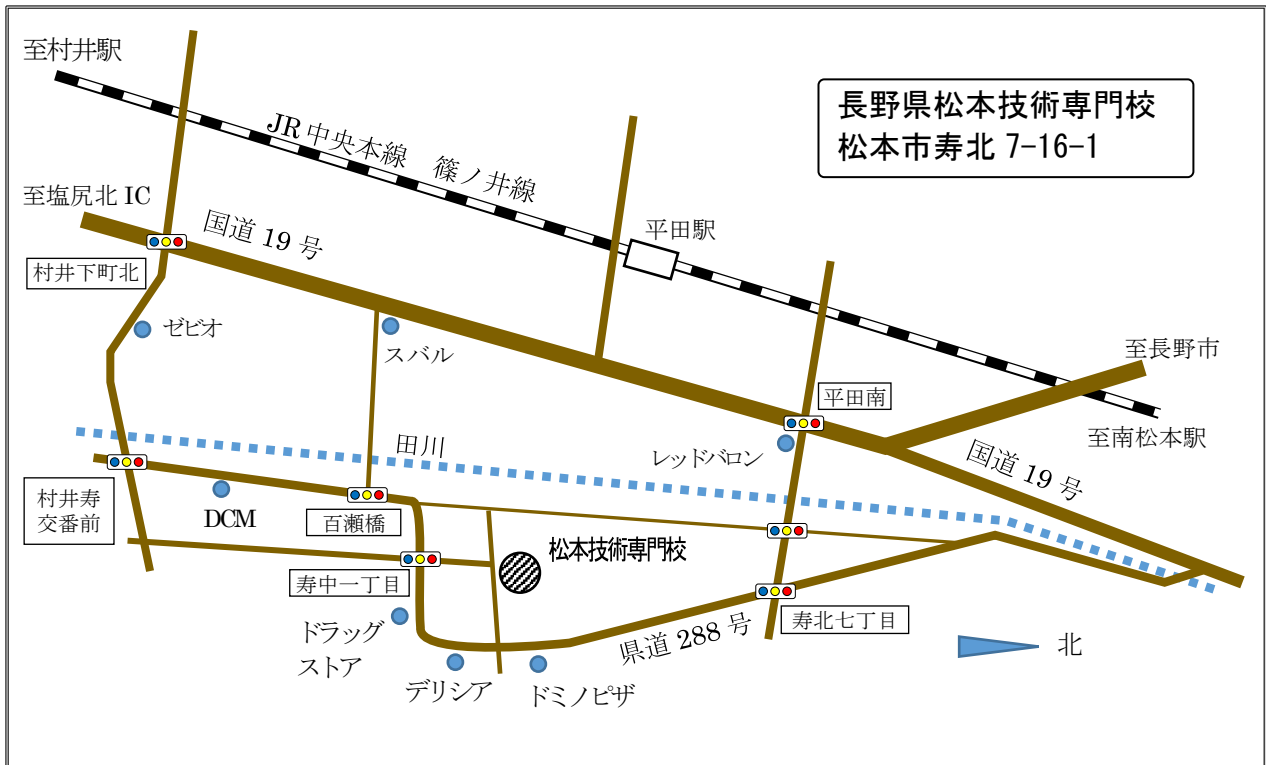 至村井駅
長野県松本技術専門校
松本市寿北 7-16-1
JR 中央本線 篠ノ井線
至塩尻北 IC
国道 19 号
平田駅
村井下町北
ゼビオ
スバル
至長野市
平田南
至南松本駅
田川
レッドバロン
国道 19 号
村井寿
交番前
DCM
百瀬橋
松本技術専門校
寿中一丁目
寿北七丁目
ドラッグ
ストア
県道 288 号
北
デリシア
ドミノピザ